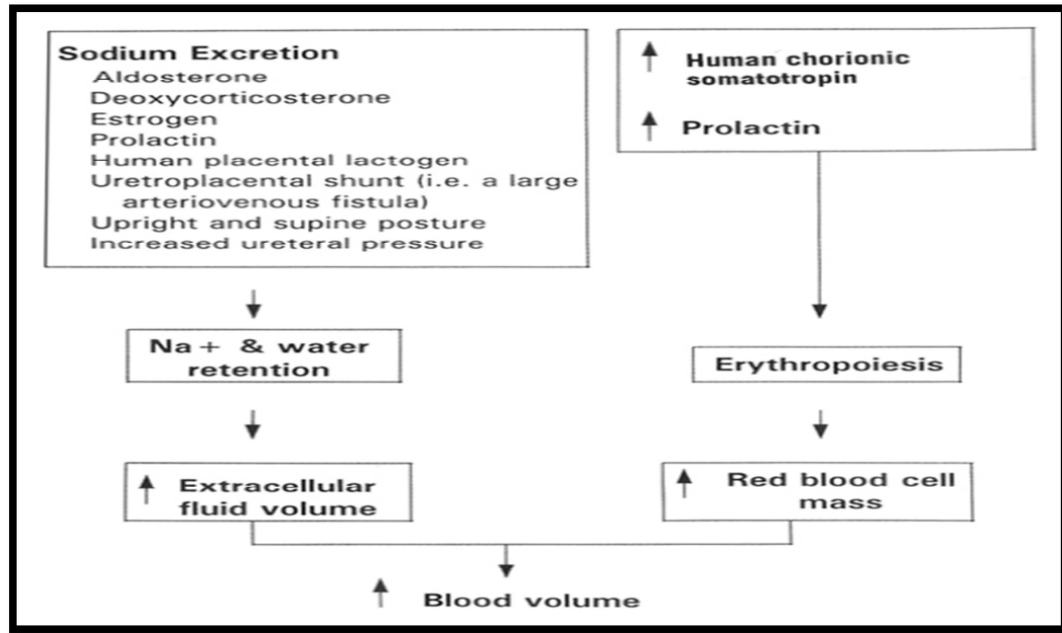 Sodium Excretion
Aldosterone
Deoxycorticosterone
Estrogen
Prolactin
Human placental lactogen
Uretroplacental shunt (i.e. a large
arteriovenous fistula)
Upright and supine posture
Increased ureteral pressure
↑ Human chorionic
somatotropin
↑ Prolactin
Na + & water
retention
Erythropoiesis
↑ Extracellular
fluid volume
↑ Red blood cell
mass
↑ Blood volume